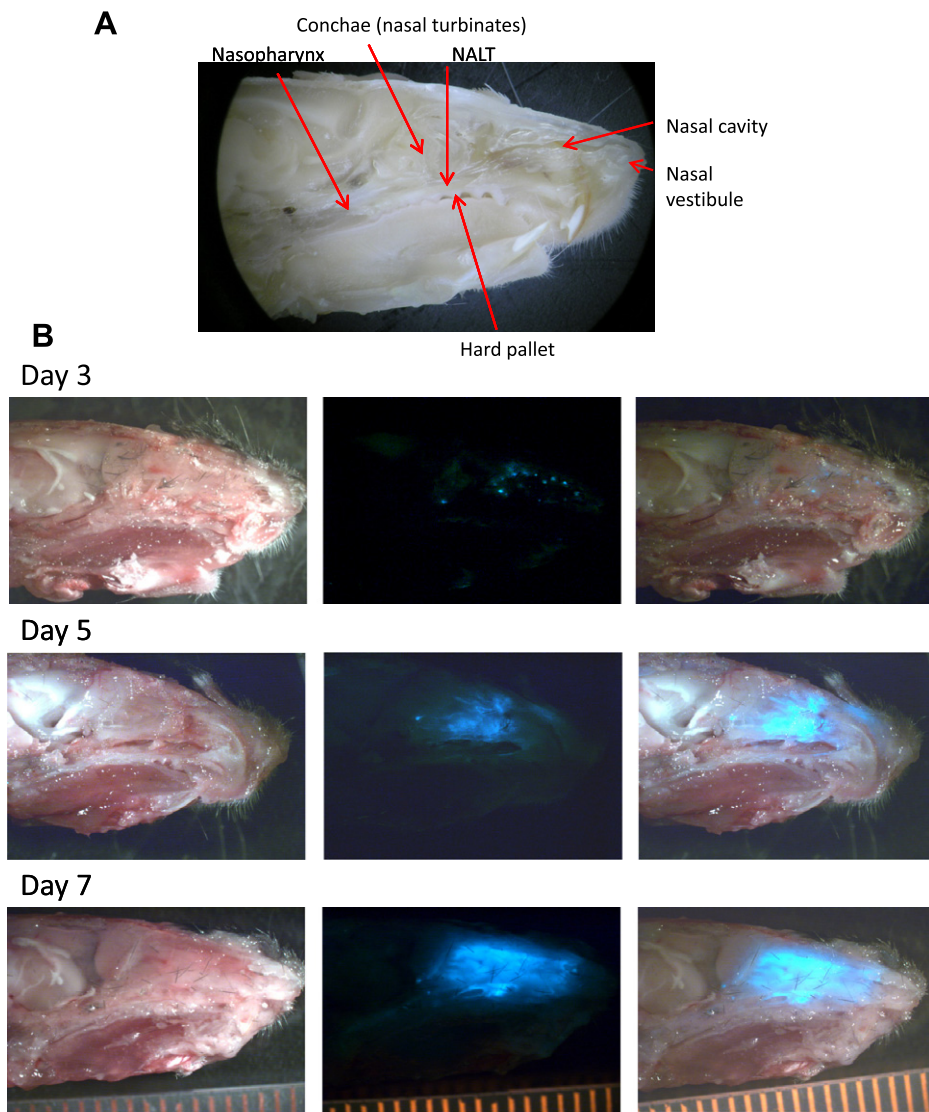 A
Conchae (nasal turbinates)
Nasopharynx
NALT
Nasal cavity
Nasal
vestibule
Hard pallet
B
Day 3
Day 5
Day 7